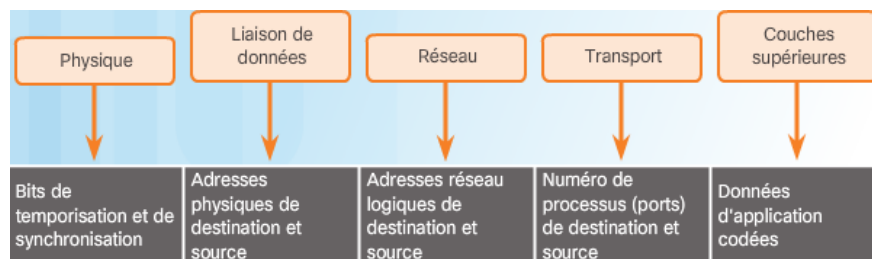 Physique
Liaison de
données
Réseau
Transport
Couches
supérieures
Bits de
temporisation et de
synchronisation
Adresses
physiques de
destination et
source
Adresses réseau
logiques de
destination et
source
Numéro de
processus (ports)
de destination et
source
Données
d'application
codées